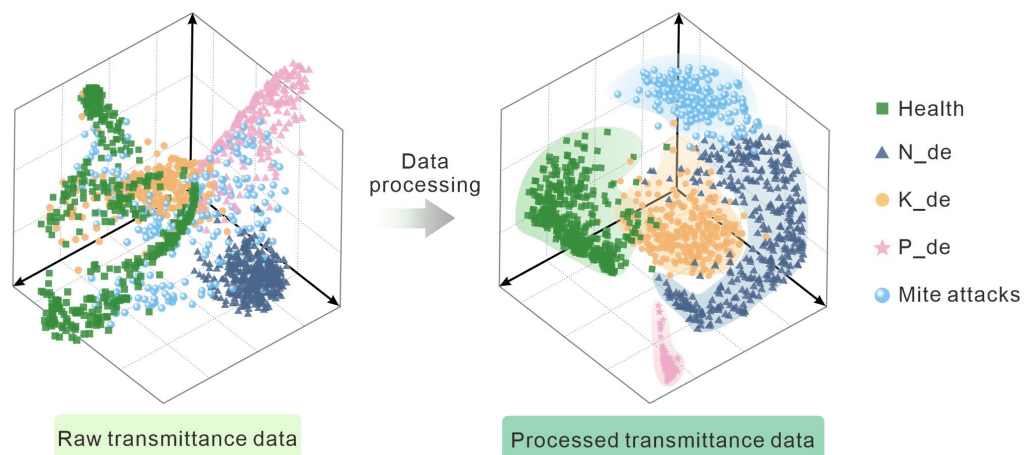 Data
processing
Health
N_de
K_de
P_de
Mite attacks
Raw transmittance data
Processed transmittance data